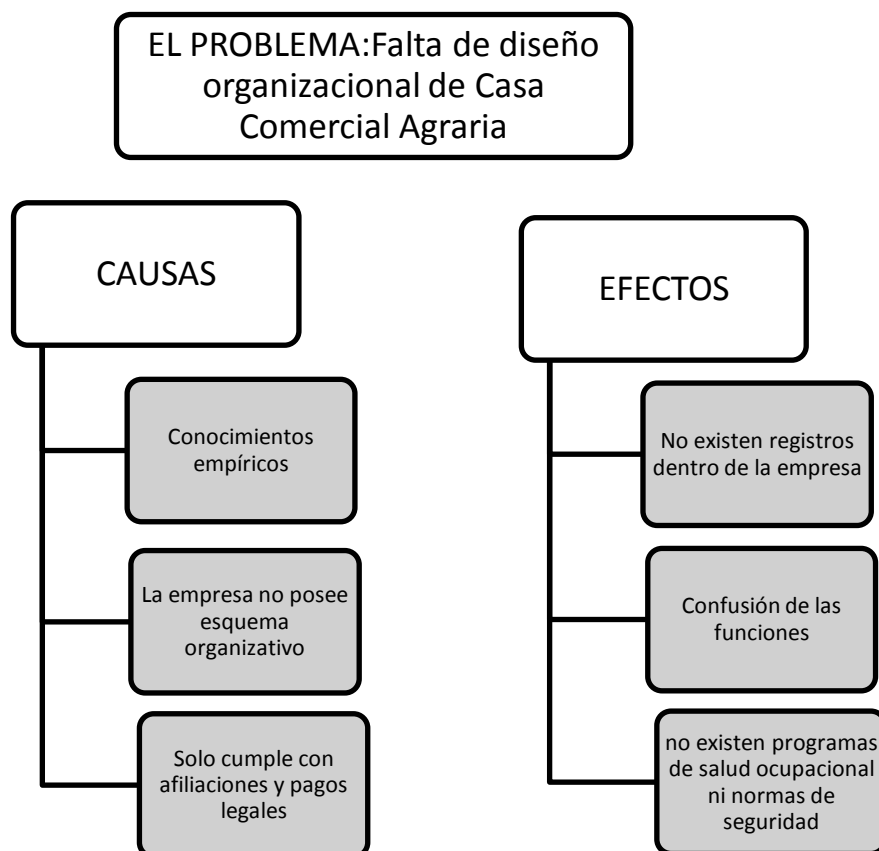 EL PROBLEMA:Falta de diseño
organizacional de Casa
Comercial Agraria
CAUSAS
Conocimientos
empíricos
La empresa no posee
esquema
organizativo
Solo cumple con
afiliaciones y pagos
legales
EFECTOS
No existen registros
dentro de la empresa
Confusión de las
funciones
no existen programas
de salud ocupacional
ni normas de
seguridad